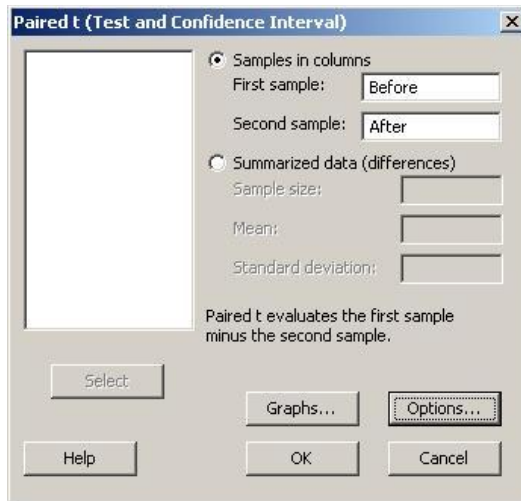 Paired t (Test and Confidence Interval)
Samples in columns
First sample: Before
Second sample: After
Summarized data (differences)
Sample size:
Mean:
Standard deviation:
Paired t evaluates the first sample
minus the second sample.
Select
Graphs... Options...
Help OK Cancel